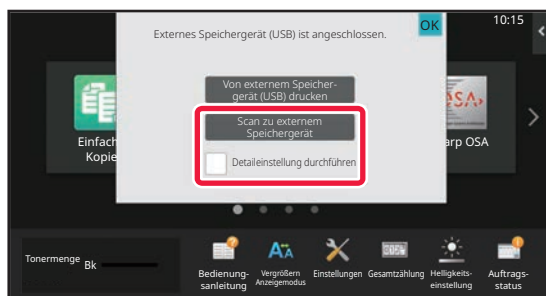 10:15
Externes Speichergerät (USB) ist angeschlossen.
OK
Von externem Speicher-
gerät (USB) drucken
Scan zu externem
Speichergerät
Detaileinstellung durchführen
Einfach
Kopie
arp OSA
Tonermenge
Bk
Bedienung-
sanleitung
Vergrößern
Anzeigemodus
Einstellungen
Gesamtzählung
Helligkeits-
einstellung
Auftrags-
status